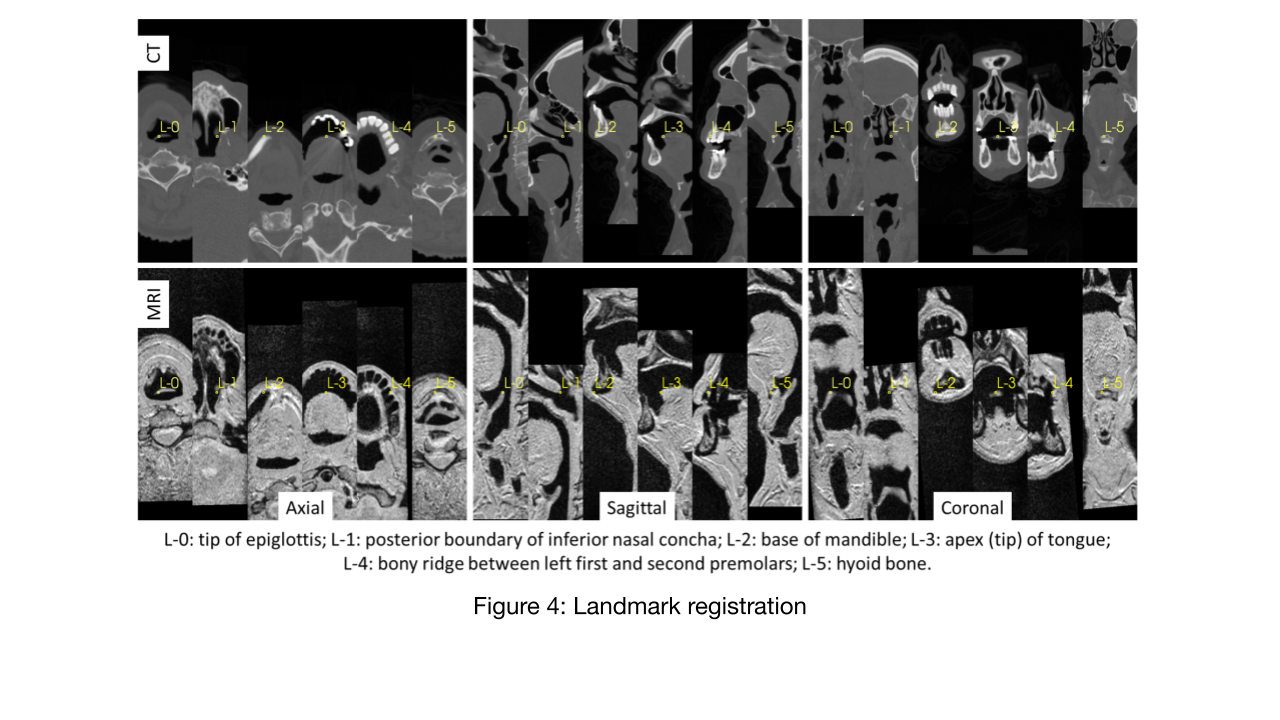 CT
L-0 L-1 L-2 L-3 L-4 L-5 L-0 L-1 L-2 L-3 L-4 L-5 L-0 L-1 L-2 L-3 L-4 L-5
MRI
L-0 L-1 L-2 L-3 L-4 L-5 L-0 L-1 L-2 L-3 L-4 L-5 L-0 L-1 L-2 L-3 L-4 L-5
Axial Sagittal Coronal
L-0: tip of epiglottis; L-1: posterior boundary of inferior nasal concha; L-2: base of mandible; L-3: apex (tip) of tongue;
L-4: bony ridge between left first and second premolars; L-5: hyoid bone.
Figure 4: Landmark registration